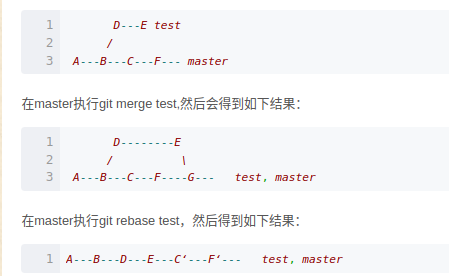 1 D---E test
2 /
3 A---B---C---F--- master
在master执行git merge test,然后会得到如下结果：
1 D--------E
2 / \
3 A---B---C---F----G--- test, master
在master执行git rebase test，然后得到如下结果：
1 A---B---D---E---C‘---F‘--- test, master